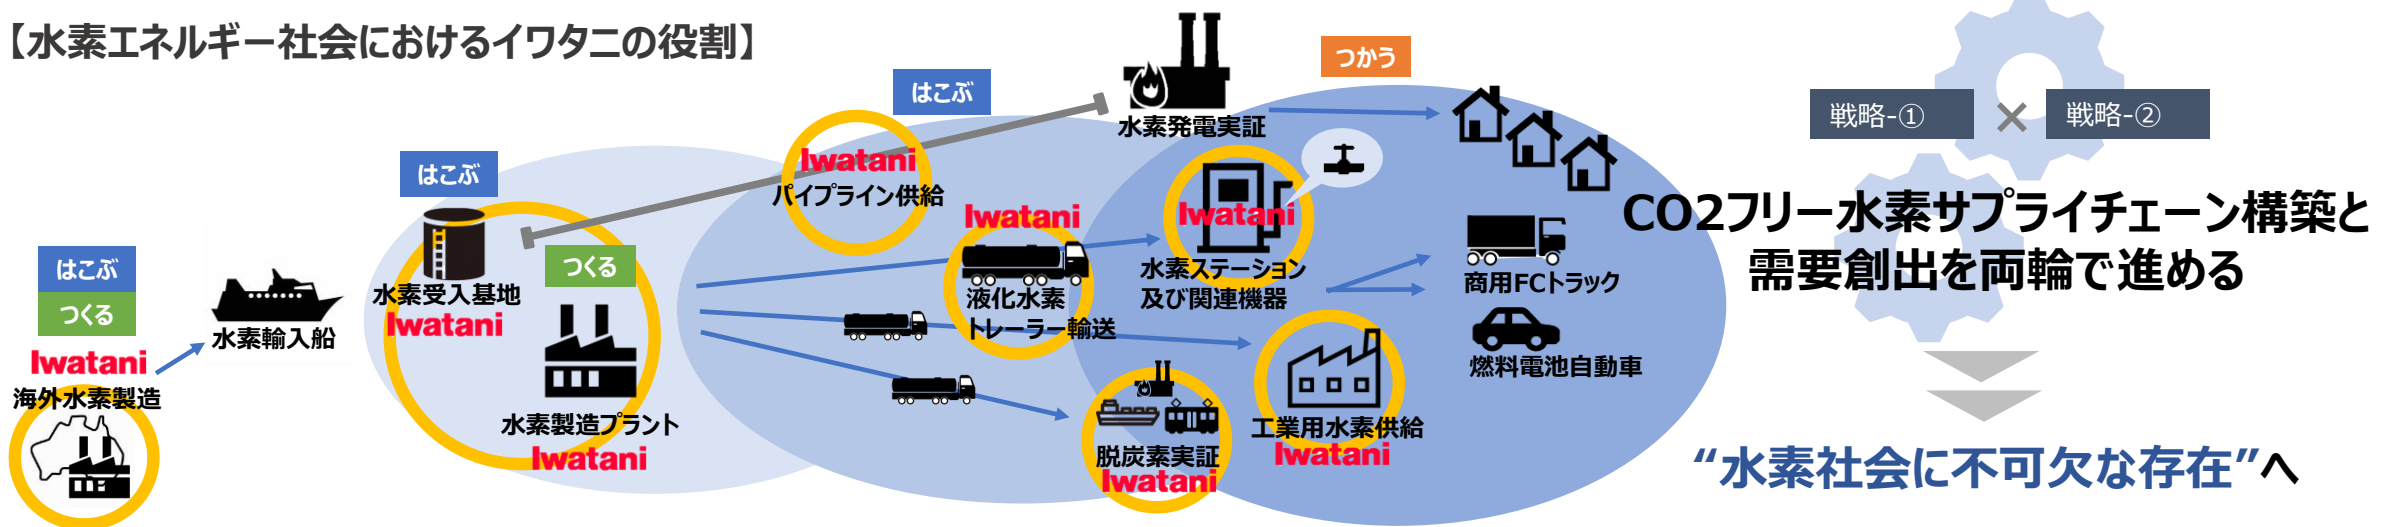 【水素エネルギー社会におけるイワタニの役割】
はこぶ
つくる
Iwatani
海外水素製造
水素輸入船
はこぶ
水素受入基地
Iwatani
つくる
水素製造プラント
Iwatani
はこぶ
Iwatani
パイプライン供給
水素発電実証
つかう
Iwatani
液化水素
トレーラー輸送
Iwatani
水素ステーション
及び関連機器
商用FCトラック
燃料電池自動車
工業用水素供給
Iwatani
脱炭素実証
Iwatani
戦略-①
×
戦略-②
CO2フリー水素サプライチェーン構築と
需要創出を両輪で進める
“水素社会に不可欠な存在”へ